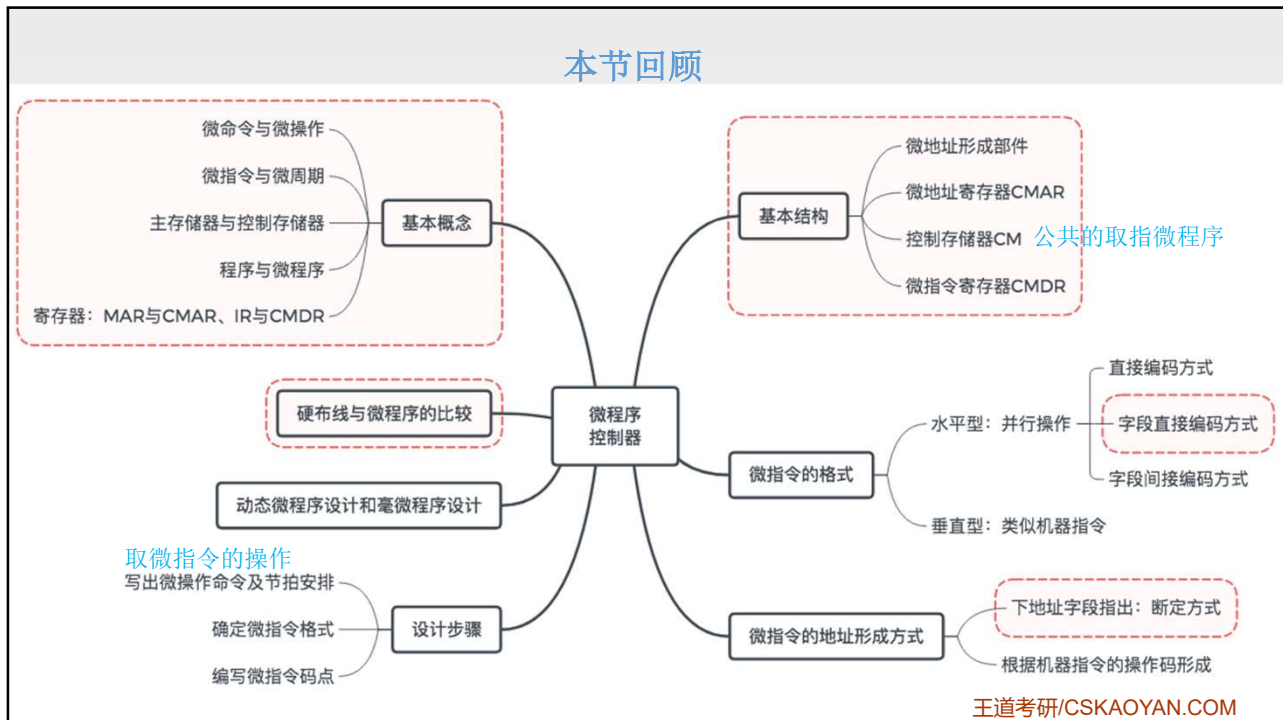 本节回顾
微命令与微操作
微指令与微周期
主存储器与控制存储器
程序与微程序
寄存器：MAR与CMAR、IR与CMDR
基本概念
硬布线与微程序的比较
动态微程序设计和毫微程序设计
取微指令的操作
写出微操作命令及节拍安排
确定微指令格式
编写微指令码点
设计步骤
微程序
控制器
基本结构
微地址形成部件
微地址寄存器CMAR
控制存储器CM 公共的取指微程序
微指令寄存器CMDR
微指令的格式
水平型：并行操作
直接编码方式
字段直接编码方式
字段间接编码方式
垂直型：类似机器指令
微指令的地址形成方式
下地址字段指出：断定方式
根据机器指令的操作码形成
王道考研/CSKAOYAN.COM